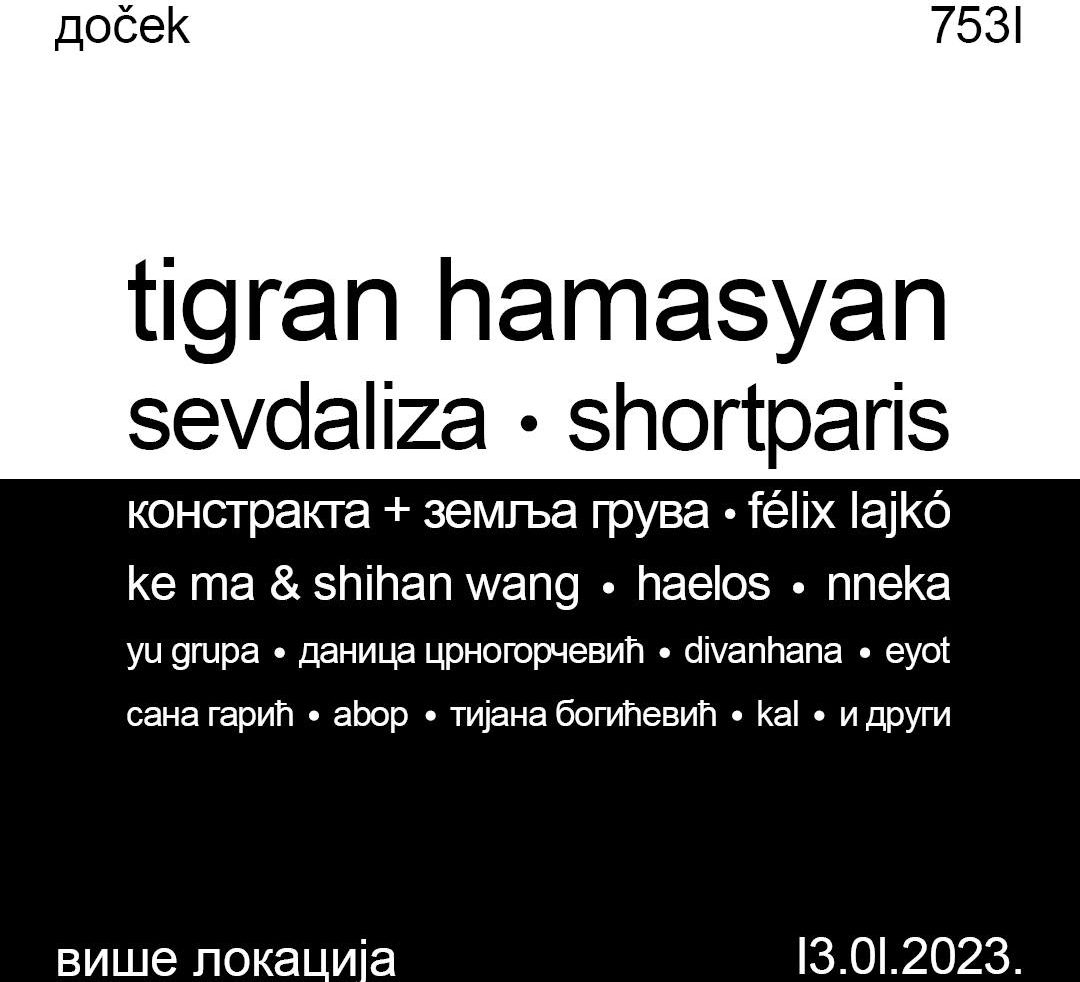 доček
753I
tigran hamasyan
sevdaliza • shortparis
констракта + земља грува • félix lajkó
ke ma & shihan wang • haelos • nneka
yu grupa • даница црногорчевић • divanhana • eyot
сана гарић • abop • тијана богићевић • kal • и други
више локација
I3.0I.2023.